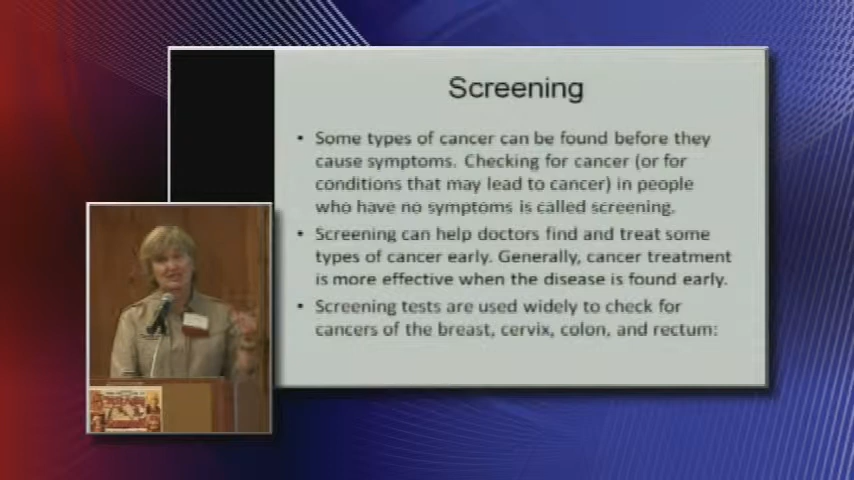 Screening
• Some types of cancer can be found before they
cause symptoms. Checking for cancer (or for
conditions that may lead to cancer) in people
who have no symptoms is called screening.
• Screening can help doctors find and treat some
types of cancer early. Generally, cancer treatment
is more effective when the disease is found early.
• Screening tests are used widely to check for
cancers of the breast, cervix, colon, and rectum: